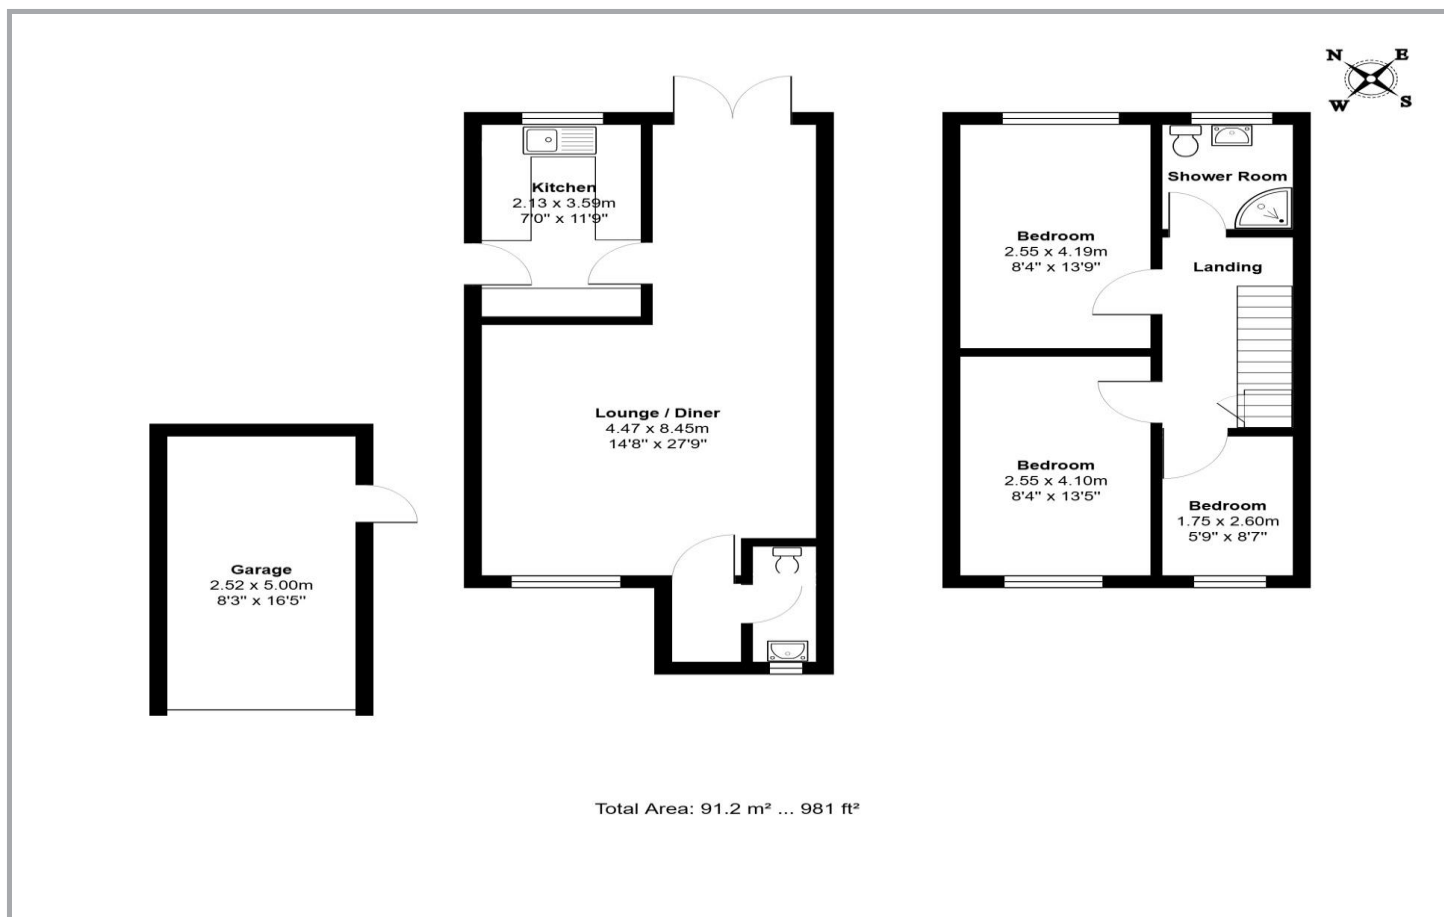 N E
W S
Kitchen
2.13 x 3.59m
7'0" x 11'9"
Lounge / Diner
4.47 x 8.45m
14'8" x 27'9"
Garage
2.52 x 5.00m
8'3" x 16'5"
Bedroom
2.55 x 4.19m
8'4" x 13'9"
Shower Room
Landing
Bedroom
2.55 x 4.10m
8'4" x 13'5"
Bedroom
1.75 x 2.60m
5'9" x 8'7"
Total Area: 91.2 m² ... 981 ft²